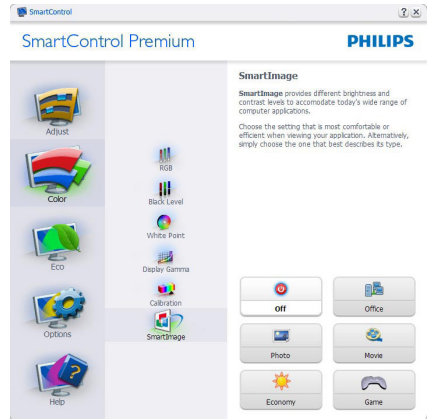 SmartControl
SmartControl Premium
PHILIPS
Adjust
Color
Eco
Options
Help
RGB
Black Level
White Point
Display Gamma
Calibration
SmartImage
SmartImage
SmartImage provides different brightness and
contrast levels to accomodate today's wide range of
computer applications.
Choose the setting that is most comfortable or
efficient when viewing your application. Alternatively,
simply choose the one that best describes its type.
Off
Office
Photo
Movie
Economy
Game